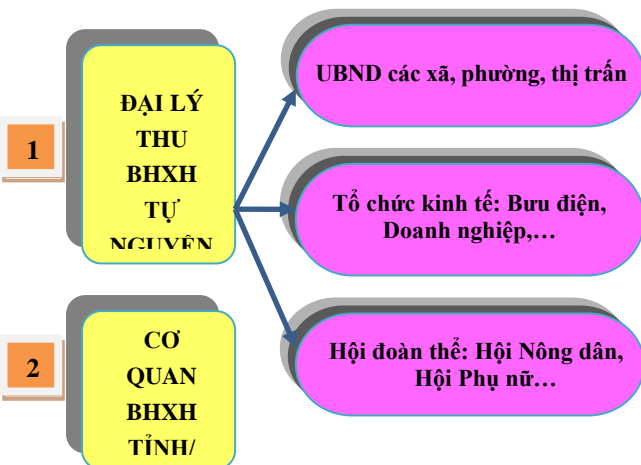 1
ĐẠI LÝ
THU
BHXH
TỰ
NGUYỆN
UBND các xã, phường, thị trấn
Tổ chức kinh tế: Bưu điện,
Doanh nghiệp,…
Hội đoàn thể: Hội Nông dân,
Hội Phụ nữ…
2
CƠ
QUAN
BHXH
TỈNH/